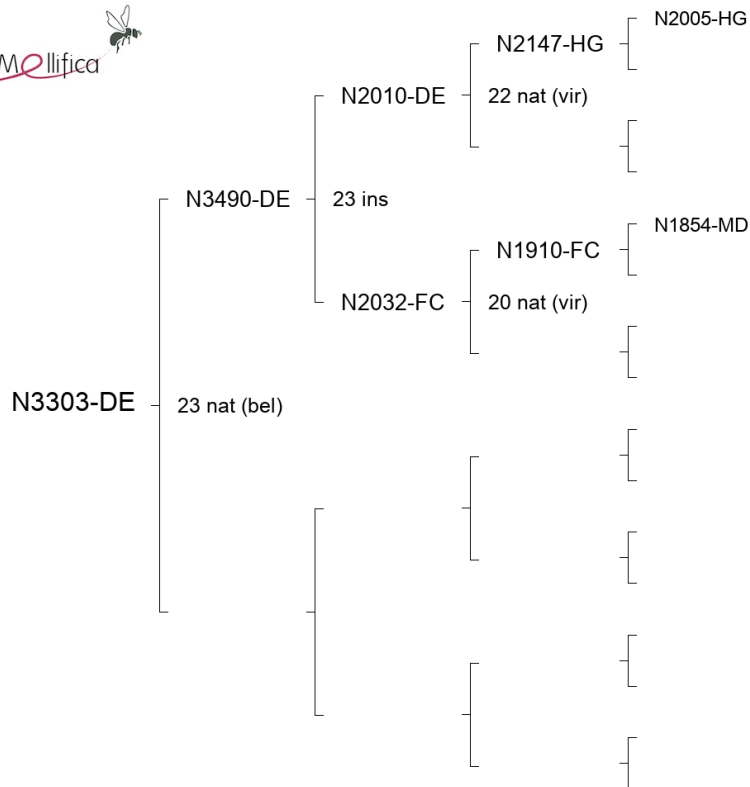 Mellifica
N2005-HG
N2147-HG
N2010-DE
22 nat (vir)
N3490-DE
23 ins
N1854-MD
N1910-FC
N2032-FC
20 nat (vir)
N3303-DE
23 nat (bel)